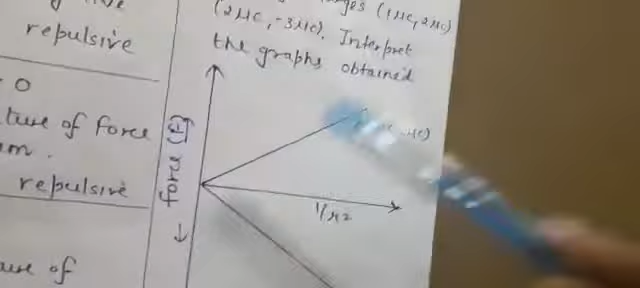 repulsive
0
ture of force
m.
repulsive
ure of
(1μc, 2μc)
(2μc, -3μc). Interpret
the graphs obtained
force (F)
μc)
1/r2